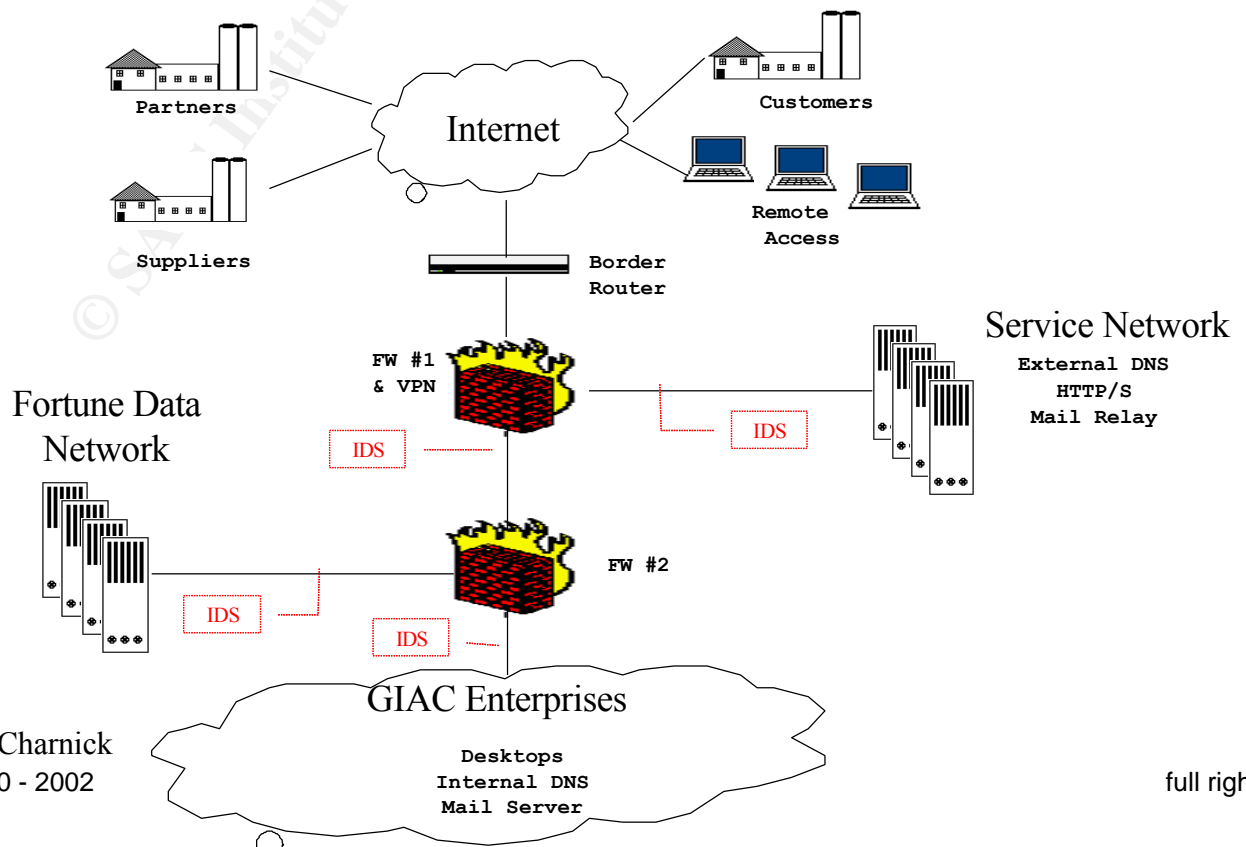 Partners
Customers
Internet
Suppliers
Remote
Access
Border
Router
FW #1
& VPN
Service Network
External DNS
HTTP/S
Mail Relay
Fortune Data
Network
IDS
IDS
FW #2
IDS
IDS
GIAC Enterprises
Desktops
Internal DNS
Mail Server
Charnick
0 - 2002
full righ
© SA
Institu